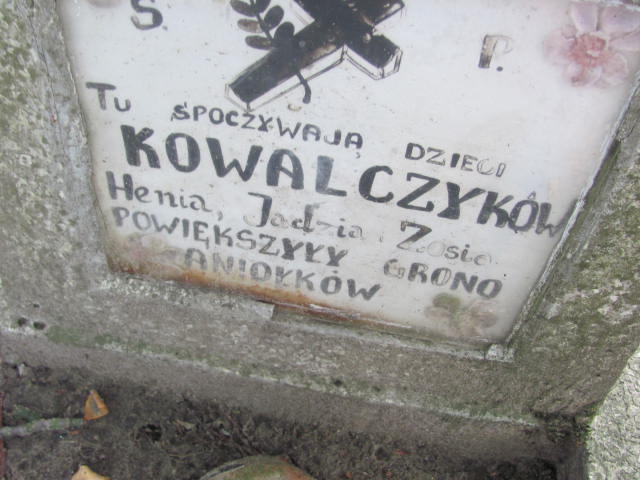 Ś. P.
Tu SPOCZYWAJĄ DZIECI
KOWALCZYKÓW
Henia, Jadzia, Zosia
POWIĘKSZYŁY GRONO
ANIOŁKÓW